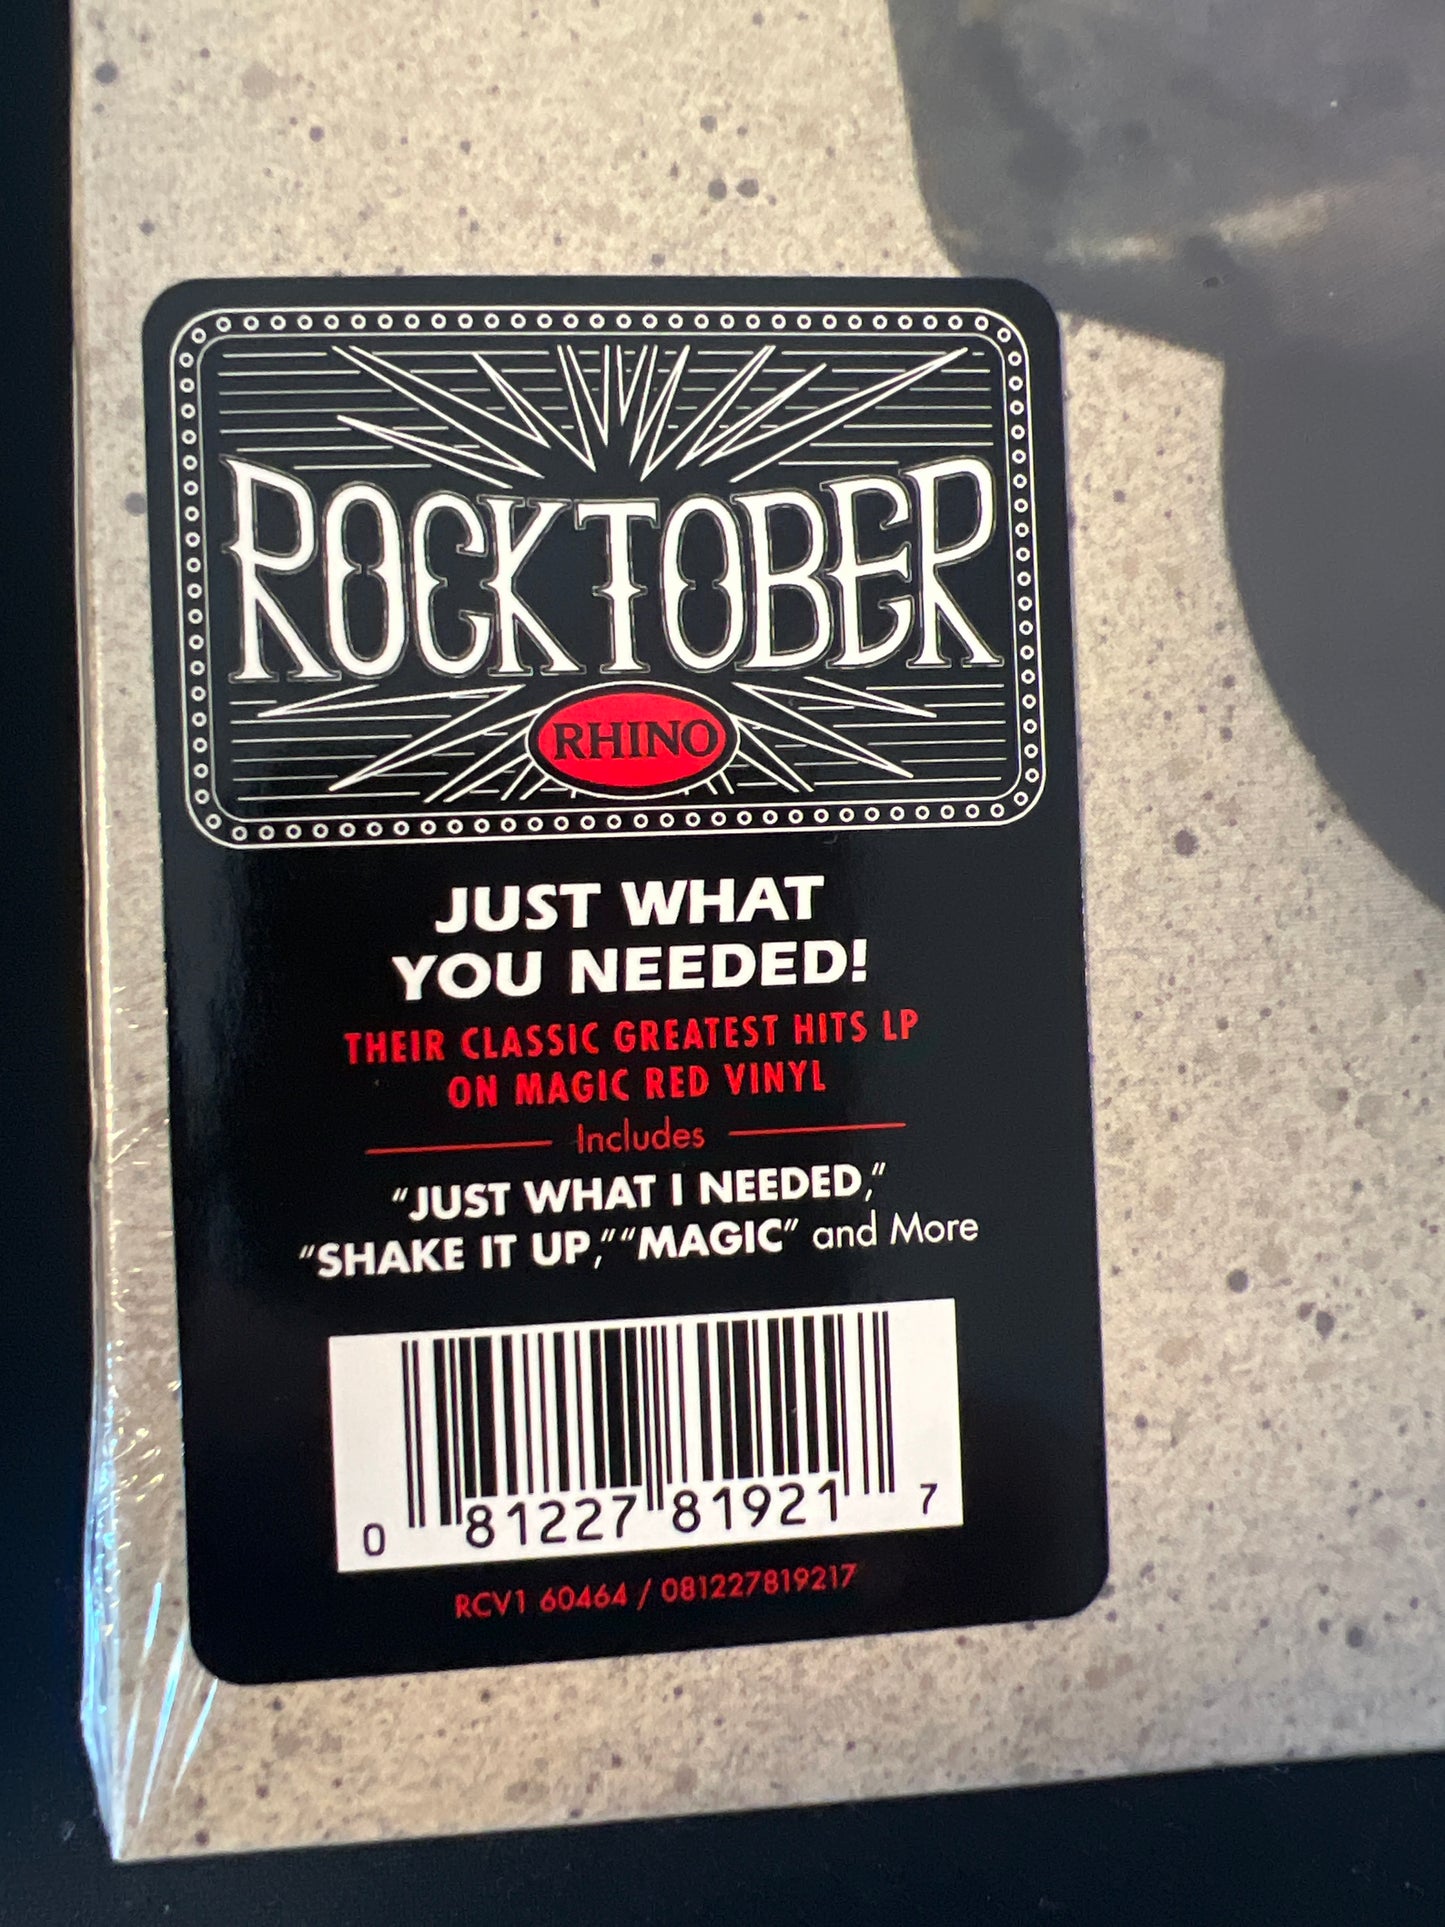 ROCKTOBER
RHINO
JUST WHAT
YOU NEEDED!
THEIR CLASSIC GREATEST HITS LP
ON MAGIC RED VINYL
Includes
“JUST WHAT I NEEDED,”
“SHAKE IT UP,” “MAGIC” and More
0 81227 81921 7
RCV1 60464 / 081227819217